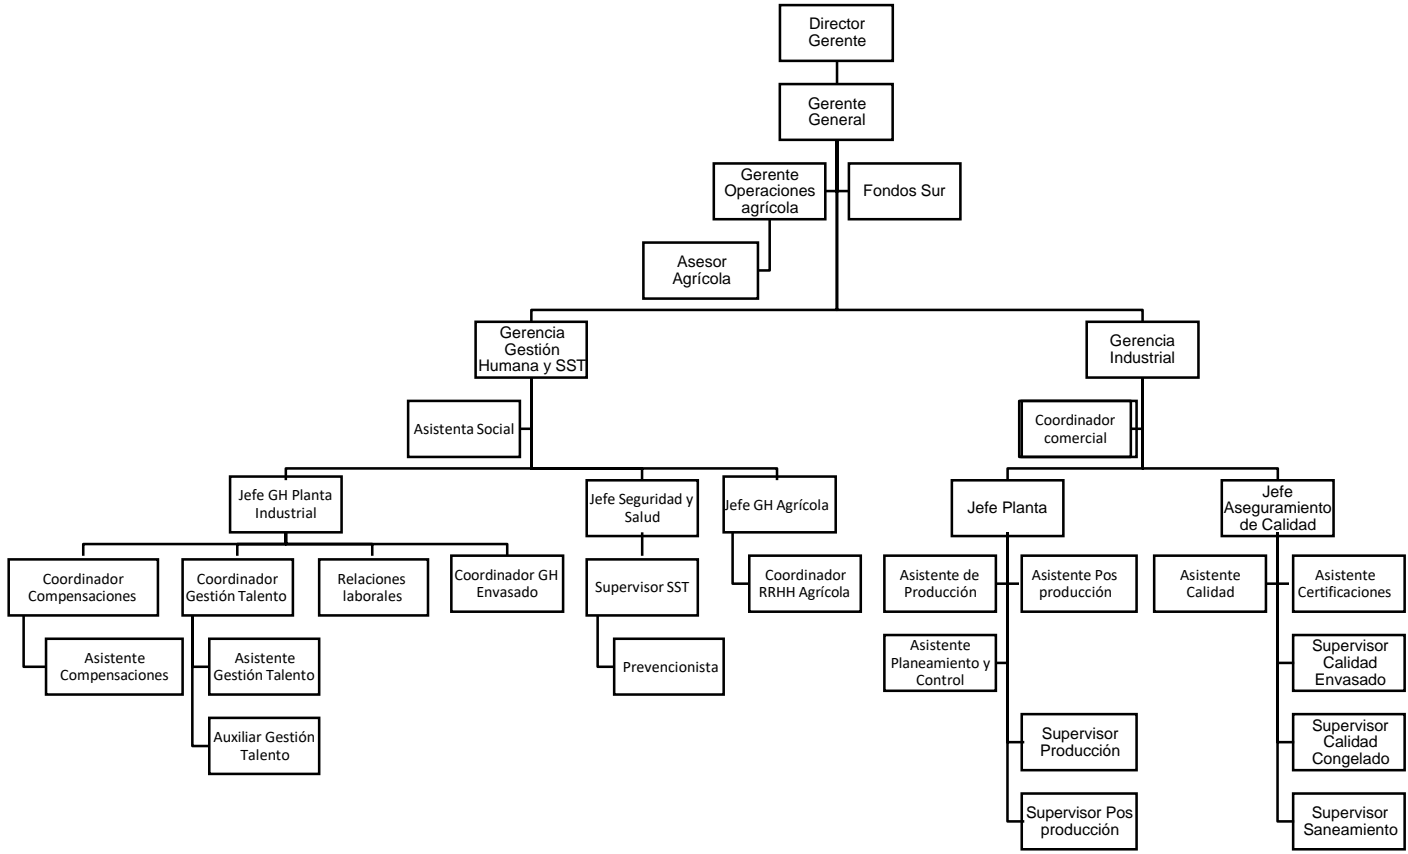 Director
Gerente
Gerente
General
Gerente
Operaciones
agrícola
Fondos Sur
Asesor
Agrícola
Gerencia
Gestión
Humana y SST
Gerencia
Industrial
Asistenta Social
Coordinador
comercial
Jefe GH Planta
Industrial
Jefe Seguridad y
Salud
Jefe GH Agrícola
Jefe Planta
Jefe
Aseguramiento
de Calidad
Coordinador
Compensaciones
Coordinador
Gestión Talento
Relaciones
laborales
Coordinador GH
Envasado
Supervisor SST
Coordinador
RRHH Agrícola
Asistente de
Producción
Asistente Pos
producción
Asistente
Calidad
Asistente
Certificaciones
Asistente
Compensaciones
Asistente
Gestión Talento
Prevencionista
Asistente
Planeamiento y
Control
Supervisor
Calidad
Envasado
Auxiliar Gestión
Talento
Supervisor
Producción
Supervisor
Calidad
Congelado
Supervisor Pos
producción
Supervisor
Saneamiento